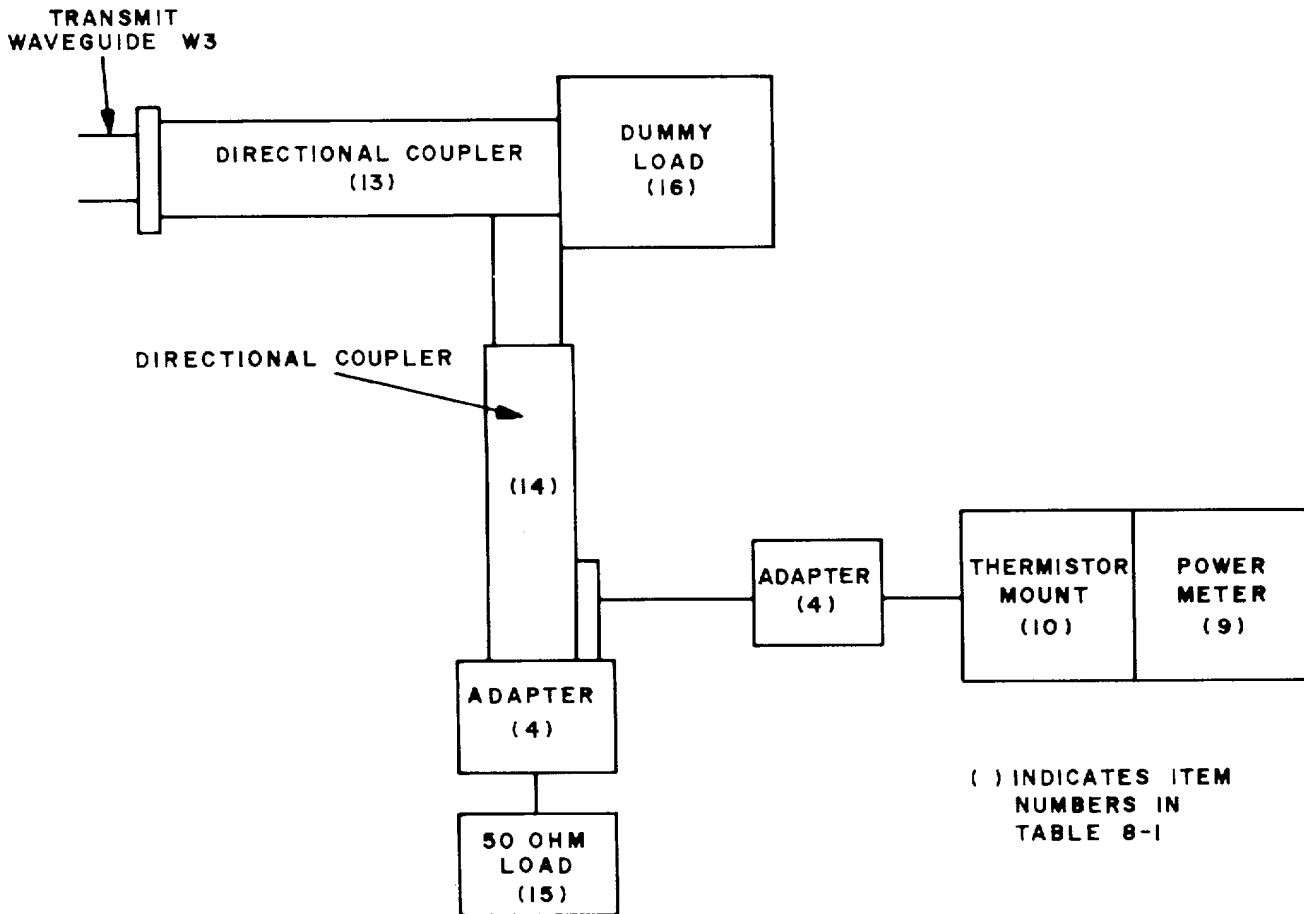 TRANSMIT
WAVEGUIDE W3
DIRECTIONAL COUPLER
(13)
DUMMY
LOAD
(16)
DIRECTIONAL COUPLER
(14)
ADAPTER
(4)
THERMISTOR
MOUNT
(10)
POWER
METER
(9)
ADAPTER
(4)
50 OHM
LOAD
(15)
( ) INDICATES ITEM
NUMBERS IN
TABLE 8-1